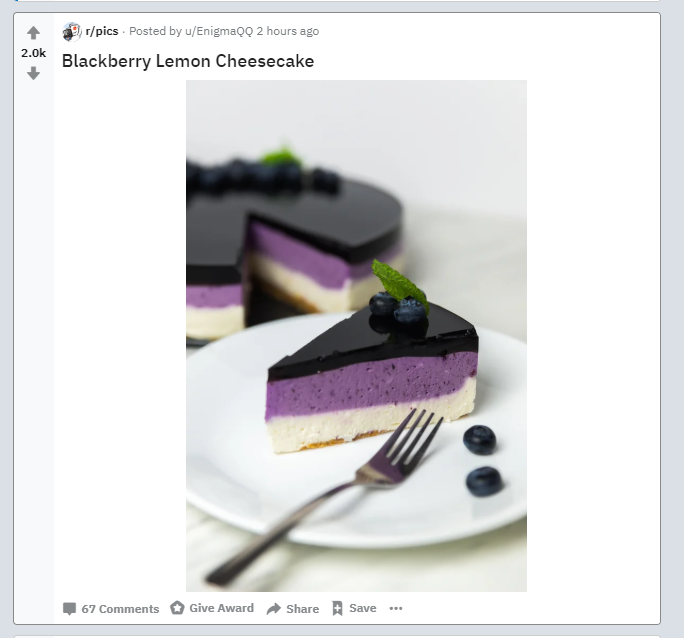 r/pics · Posted by u/EnigmaQQ 2 hours ago
2.0k
Blackberry Lemon Cheesecake
67 Comments Give Award Share Save ···